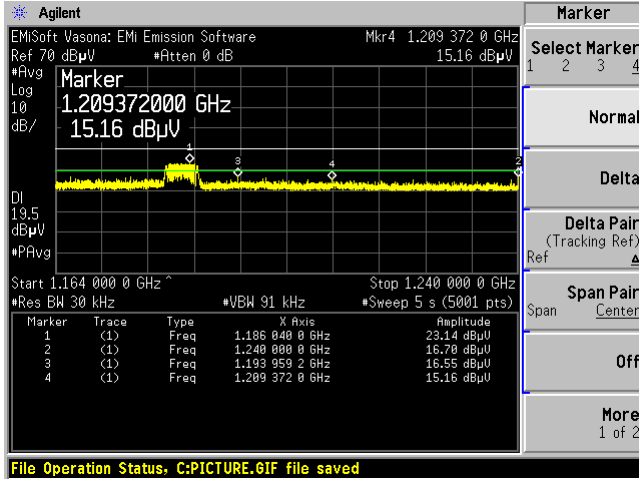 Agilent
Marker
EMiSoft Vasona: EMi Emission Software
Mkr4 1.209 372 0 GHz
Ref 70 dBµV #Atten 0 dB 15.16 dBµV
#Avg
Log
10
dB/
Marker
1.209372000 GHz
15.16 dBµV
1
3
4
2
DI
19.5
dBµV
#PAvg
Start 1.164 000 0 GHz ^ Stop 1.240 000 0 GHz
#Res BW 30 kHz #VBW 91 kHz #Sweep 5 s (5001 pts)
Marker Trace Type X Axis Amplitude
1 (1) Freq 1.186 040 0 GHz 23.14 dBµV
2 (1) Freq 1.240 000 0 GHz 16.70 dBµV
3 (1) Freq 1.193 959 2 GHz 16.55 dBµV
4 (1) Freq 1.209 372 0 GHz 15.16 dBµV
Select Marker
1 2 3 4
Normal
Delta
Delta Pair
(Tracking Ref)
Ref Δ
Span Pair
Span Center
Off
More
1 of 2
File Operation Status, C:PICTURE.GIF file saved